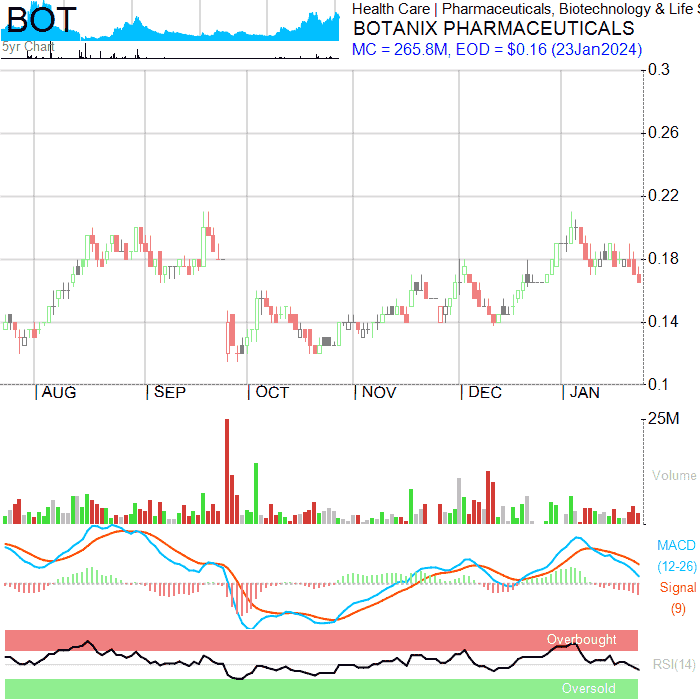 BOT
5yr Chart
Health Care | Pharmaceuticals, Biotechnology & Life S
BOTANIX PHARMACEUTICALS
MC = 265.8M, EOD = $0.16 (23Jan2024)
0.3
0.26
0.22
0.18
0.14
0.1
| AUG | SEP | OCT | NOV | DEC | JAN
25M
Volume
MACD
(12-26)
Signal
(9)
Overbought
RSI(14)
Oversold